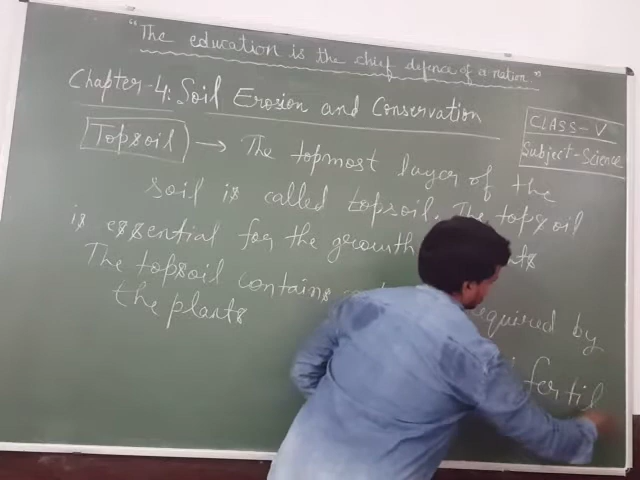 "The education is the chief defence of a nation"
Chapter-4: Soil Erosion and Conservation
CLASS-V
Subject-Science
Topsoil → The topmost layer of the
soil is called topsoil. The topsoil
is essential for the growth
The topsoil contains required by
the plants
fertil